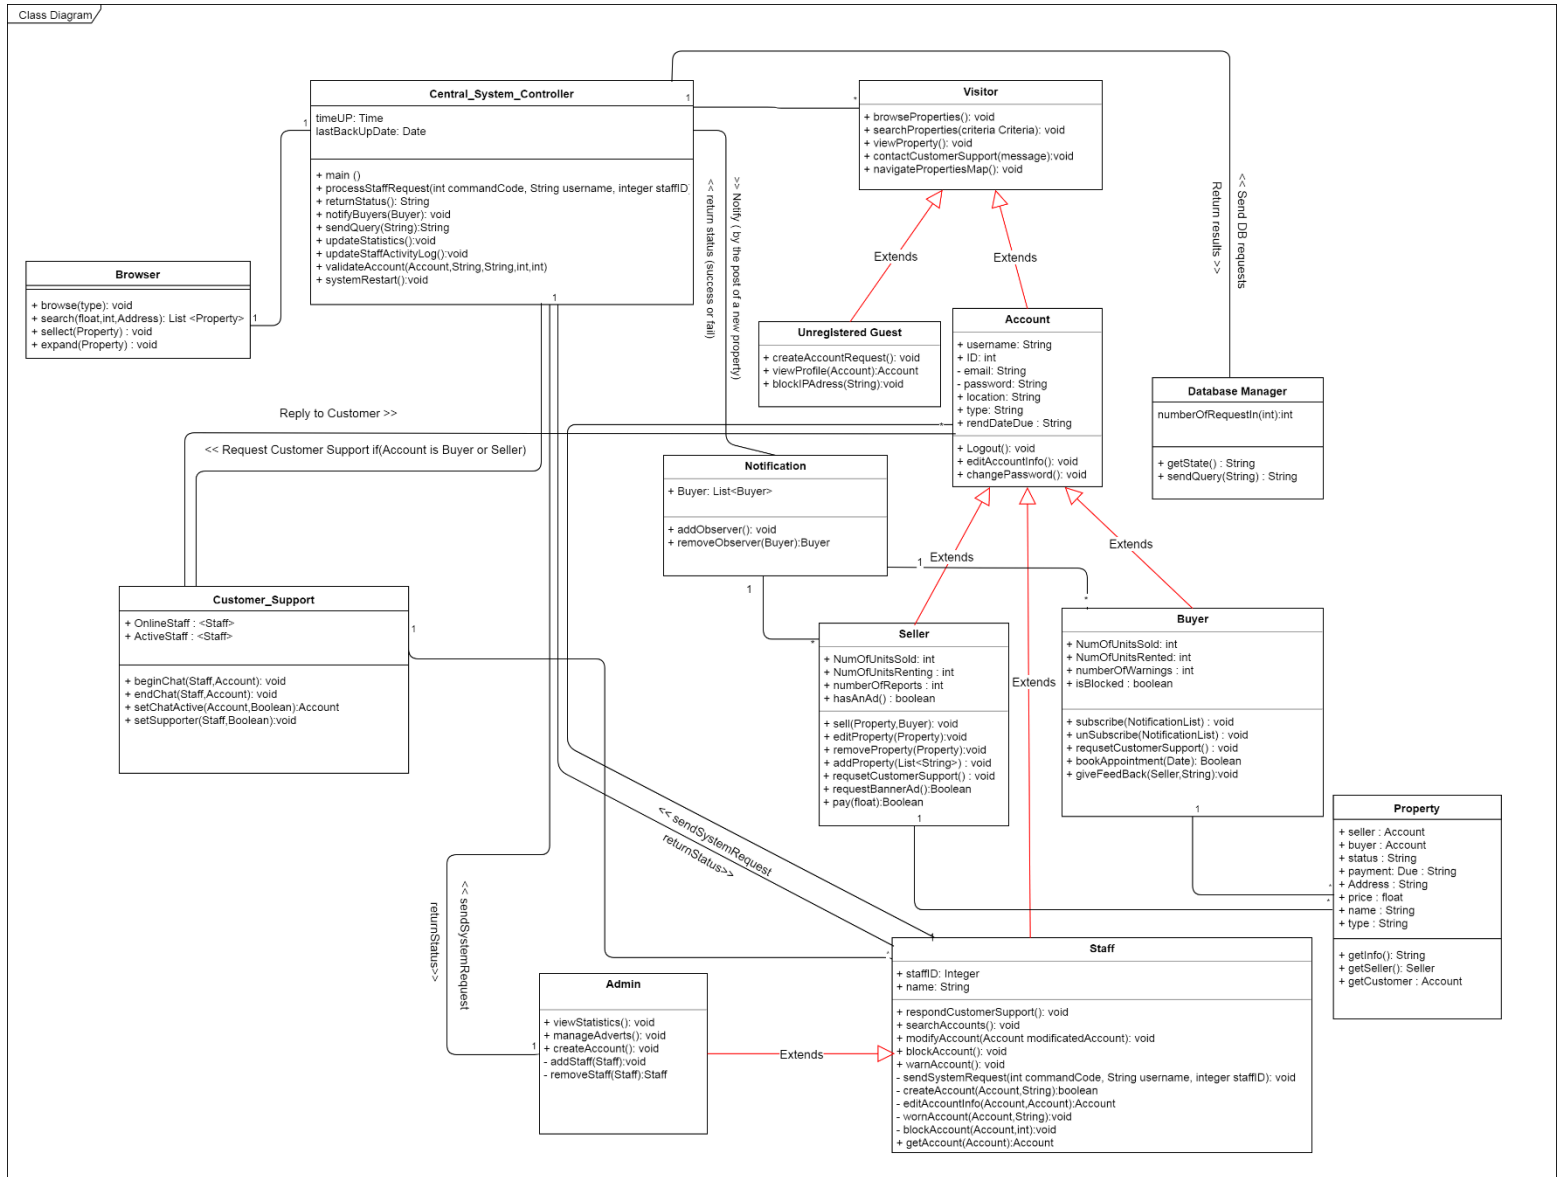 Class Diagram
Central_System_Controller
timeUP: Time
lastBackUpDate: Date
+ main ()
+ processStaffRequest(int commandCode, String username, integer staffID)
+ returnStatus(): String
+ notifyBuyers(Buyer): void
+ sendQuery(String):String
+ updateStatistics():void
+ updateStaffActivityLog():void
+ validateAccount(Account,String,String,int,int)
+ systemRestart():void
1
1
1
*
Visitor
+ browseProperties(): void
+ searchProperties(criteria Criteria): void
+ viewProperty(): void
+ contactCustomerSupport(message):void
+ navigatePropertiesMap(): void
<< Send DB requests
Return results >>
>> Notify ( by the post of a new property)
<< return status (success or fail)
Browser
+ browse(type): void
+ search(float,int,Address): List <Property>
+ sellect(Property) : void
+ expand(Property) : void
1
Extends
Extends
Unregistered Guest
+ createAccountRequest(): void
+ viewProfile(Account):Account
+ blockIPAdress(String):void
Account
+ username: String
+ ID: int
- email: String
- password: String
+ location: String
+ type: String
+ rendDateDue : String
+ Logout(): void
+ editAccountInfo(): void
+ changePassword(): void
*
Database Manager
numberOfRequestIn(int):int
+ getState() : String
+ sendQuery(String) : String
Reply to Customer >>
<< Request Customer Support if(Account is Buyer or Seller)
Notification
+ Buyer: List<Buyer>
+ addObserver(): void
+ removeObserver(Buyer):Buyer
1
1
*
*
Extends
Extends
Extends
Customer_Support
+ OnlineStaff : <Staff>
+ ActiveStaff : <Staff>
+ beginChat(Staff,Account): void
+ endChat(Staff,Account): void
+ setChatActive(Account,Boolean):Account
+ setSupporter(Staff,Boolean):void
1
Seller
+ NumOfUnitsSold: int
+ NumOfUnitsRenting : int
+ numberOfReports : int
+ hasAnAd() : boolean
+ sell(Property,Buyer): void
+ editProperty(Property):void
+ removeProperty(Property):void
+ addProperty(List<String>) : void
+ requsetCustomerSupport() : void
+ requestBannerAd():Boolean
+ pay(float):Boolean
1
Buyer
+ NumOfUnitsSold: int
+ NumOfUnitsRented: int
+ numberOfWarnings : int
+ isBlocked : boolean
+ subscribe(NotificationList) : void
+ unSubscribe(NotificationList) : void
+ requsetCustomerSupport() : void
+ bookAppointment(Date): Boolean
+ giveFeedBack(Seller,String):void
1
Property
+ seller : Account
+ buyer : Account
+ status : String
+ payment: Due : String
+ Address : String
+ price : float
+ name : String
+ type : String
+ getInfo(): String
+ getSeller(): Seller
+ getCustomer : Account
*
*
<< sendSystemRequest
returnStatus>>
<< sendSystemRequest
returnStatus>>
Admin
+ viewStatistics(): void
+ manageAdverts(): void
+ createAccount(): void
- addStaff(Staff):void
- removeStaff(Staff):Staff
1
Extends
Staff
+ staffID: Integer
+ name: String
+ respondCustomerSupport(): void
+ searchAccounts(): void
+ modifyAccount(Account modificatedAccount): void
+ blockAccount(): void
+ warnAccount(): void
- sendSystemRequest(int commandCode, String username, integer staffID): void
- createAccount(Account,String):boolean
- editAccountInfo(Account,Account):Account
- wornAccount(Account,String):void
- blockAccount(Account,int):void
+ getAccount(Account):Account